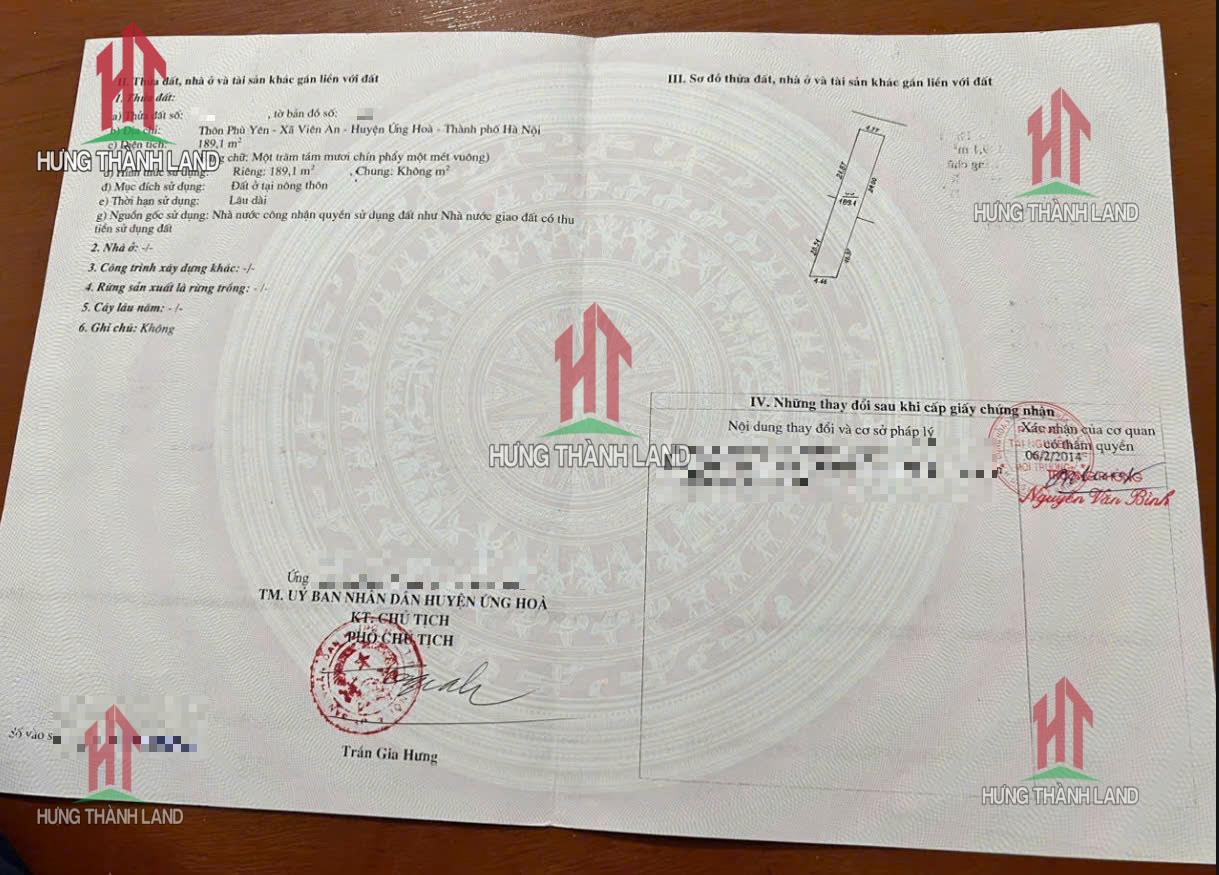 II. Thửa đất, nhà ở và tài sản khác gắn liền với đất
1. Thửa đất:
a) Thửa đất số: , tờ bản đồ số:
b) Địa chỉ: Thôn Phù Yên - Xã Viên An - Huyện Ứng Hoà - Thành phố Hà Nội
c) Diện tích: 189,1 m²
chữ: Một trăm tám mươi chín phẩy một mét vuông)
d) Hình thức sử dụng: Riêng: 189,1 m² , Chung: Không m²
đ) Mục đích sử dụng: Đất ở tại nông thôn
e) Thời hạn sử dụng: Lâu dài
g) Nguồn gốc sử dụng: Nhà nước công nhận quyền sử dụng đất như Nhà nước giao đất có thu
tiền sử dụng đất
2. Nhà ở: -/-
3. Công trình xây dựng khác: -/-
4. Rừng sản xuất là rừng trồng: -/-
5. Cây lâu năm: -/-
6. Ghi chú: Không
Ứng
TM. UỶ BAN NHÂN DÂN HUYỆN ỨNG HOÀ
KT. CHỦ TỊCH
PHÓ CHỦ TỊCH
Trần Gia Hưng
Số vào s
III. Sơ đồ thửa đất, nhà ở và tài sản khác gắn liền với đất
189.1
4.46
IV. Những thay đổi sau khi cấp giấy chứng nhận
Nội dung thay đổi và cơ sở pháp lý
Xác nhận của cơ quan
có thẩm quyền
06/2/2014
Nguyễn Văn Bình
HT
HƯNG THÀNH LAND
HT
HƯNG THÀNH LAND
HT
HƯNG THÀNH LAND
HT
HƯNG THÀNH LAND
HT
HƯNG THÀNH LAND